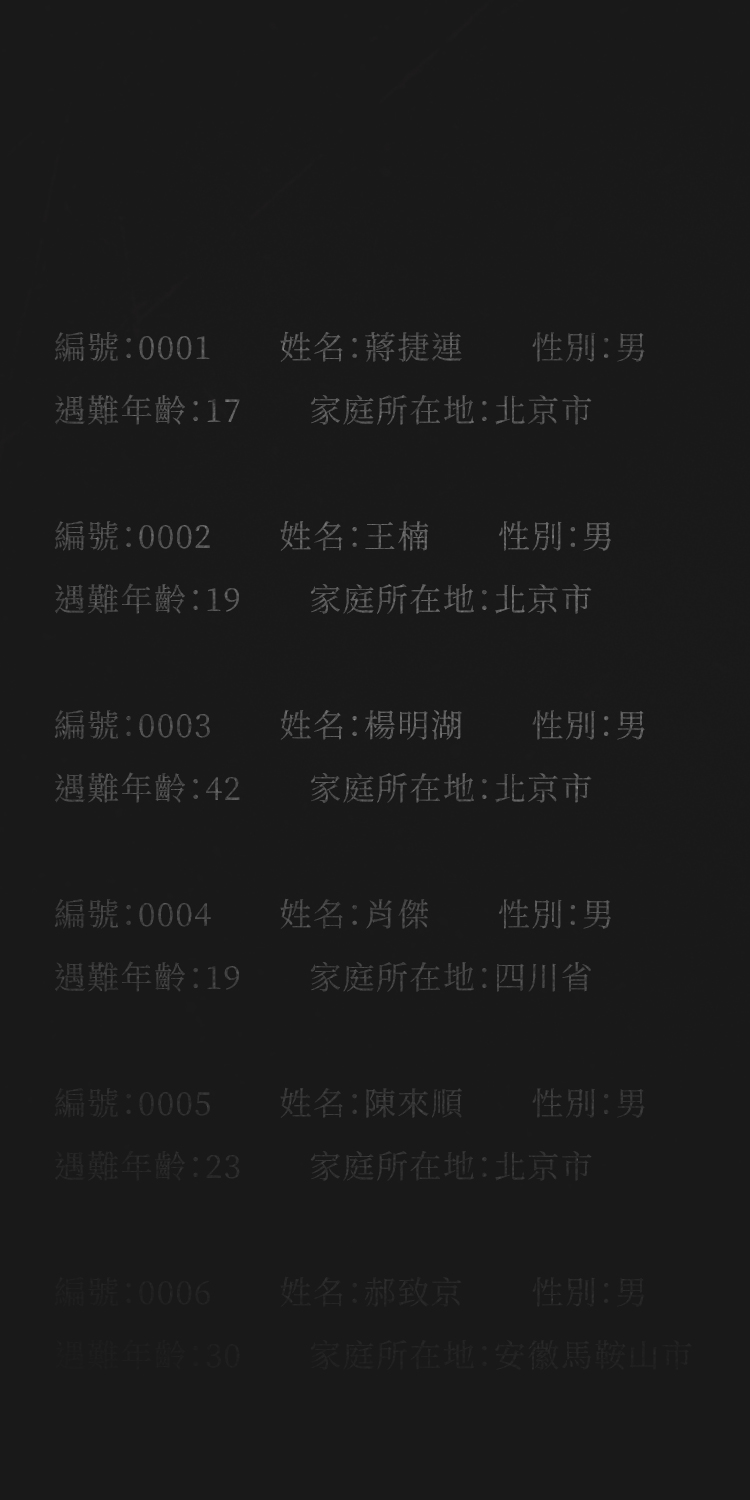 編號:0001 姓名:蔣捷連 性別:男
遇難年齡:17 家庭所在地:北京市
編號:0002 姓名:王楠 性別:男
遇難年齡:19 家庭所在地:北京市
編號:0003 姓名:楊明湖 性別:男
遇難年齡:42 家庭所在地:北京市
編號:0004 姓名:肖傑 性別:男
遇難年齡:19 家庭所在地:四川省
編號:0005 姓名:陳來順 性別:男
遇難年齡:23 家庭所在地:北京市
編號:0006 姓名:郝致京 性別:男
遇難年齡:30 家庭所在地:安徽馬鞍山市